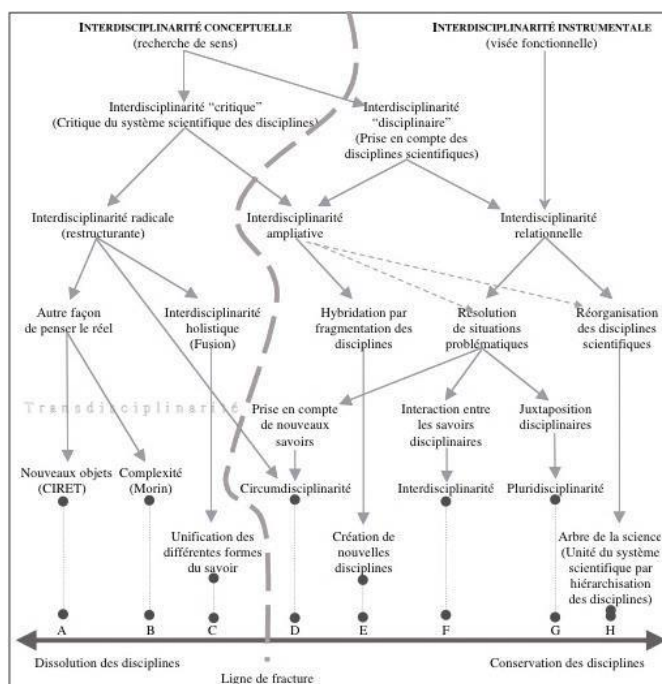 INTERDISCIPLINARITÉ CONCEPTUELLE
(recherche de sens)
INTERDISCIPLINARITÉ INSTRUMENTALE
(visée fonctionnelle)
Interdisciplinarité “critique”
(Critique du système scientifique des disciplines)
Interdisciplinarité
“disciplinaire”
(Prise en compte des
disciplines scientifiques)
Interdisciplinarité radicale
(restructurante)
Interdisciplinarité
ampliative
Interdisciplinarité
relationnelle
Autre façon
de penser le réel
Interdisciplinarité
holistique
(Fusion)
Hybridation par
fragmentation des
disciplines
Résolution
de situations
problématiques
Réorganisation
des disciplines
scientifiques
Transdisciplinarité
Prise en compte
de nouveaux
savoirs
Interaction entre
les savoirs
disciplinaires
Juxtaposition
disciplinaires
Nouveaux objets
(CIRET)
Complexité
(Morin)
Circumdisciplinarité
Interdisciplinarité
Pluridisciplinarité
Unification des
différentes formes
du savoir
Création de
nouvelles
disciplines
Arbre de la science
(Unité du système
scientifique par
hiérarchisation
des disciplines)
A B C D E F G H
Dissolution des disciplines
Conservation des disciplines
Ligne de fracture